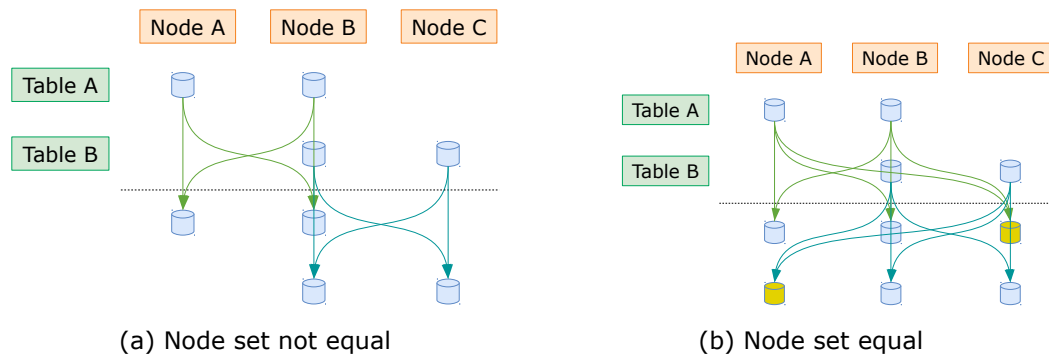 Node A
Node B
Node C
Table A
Table B
(a) Node set not equal
Node A
Node B
Node C
Table A
Table B
(b) Node set equal